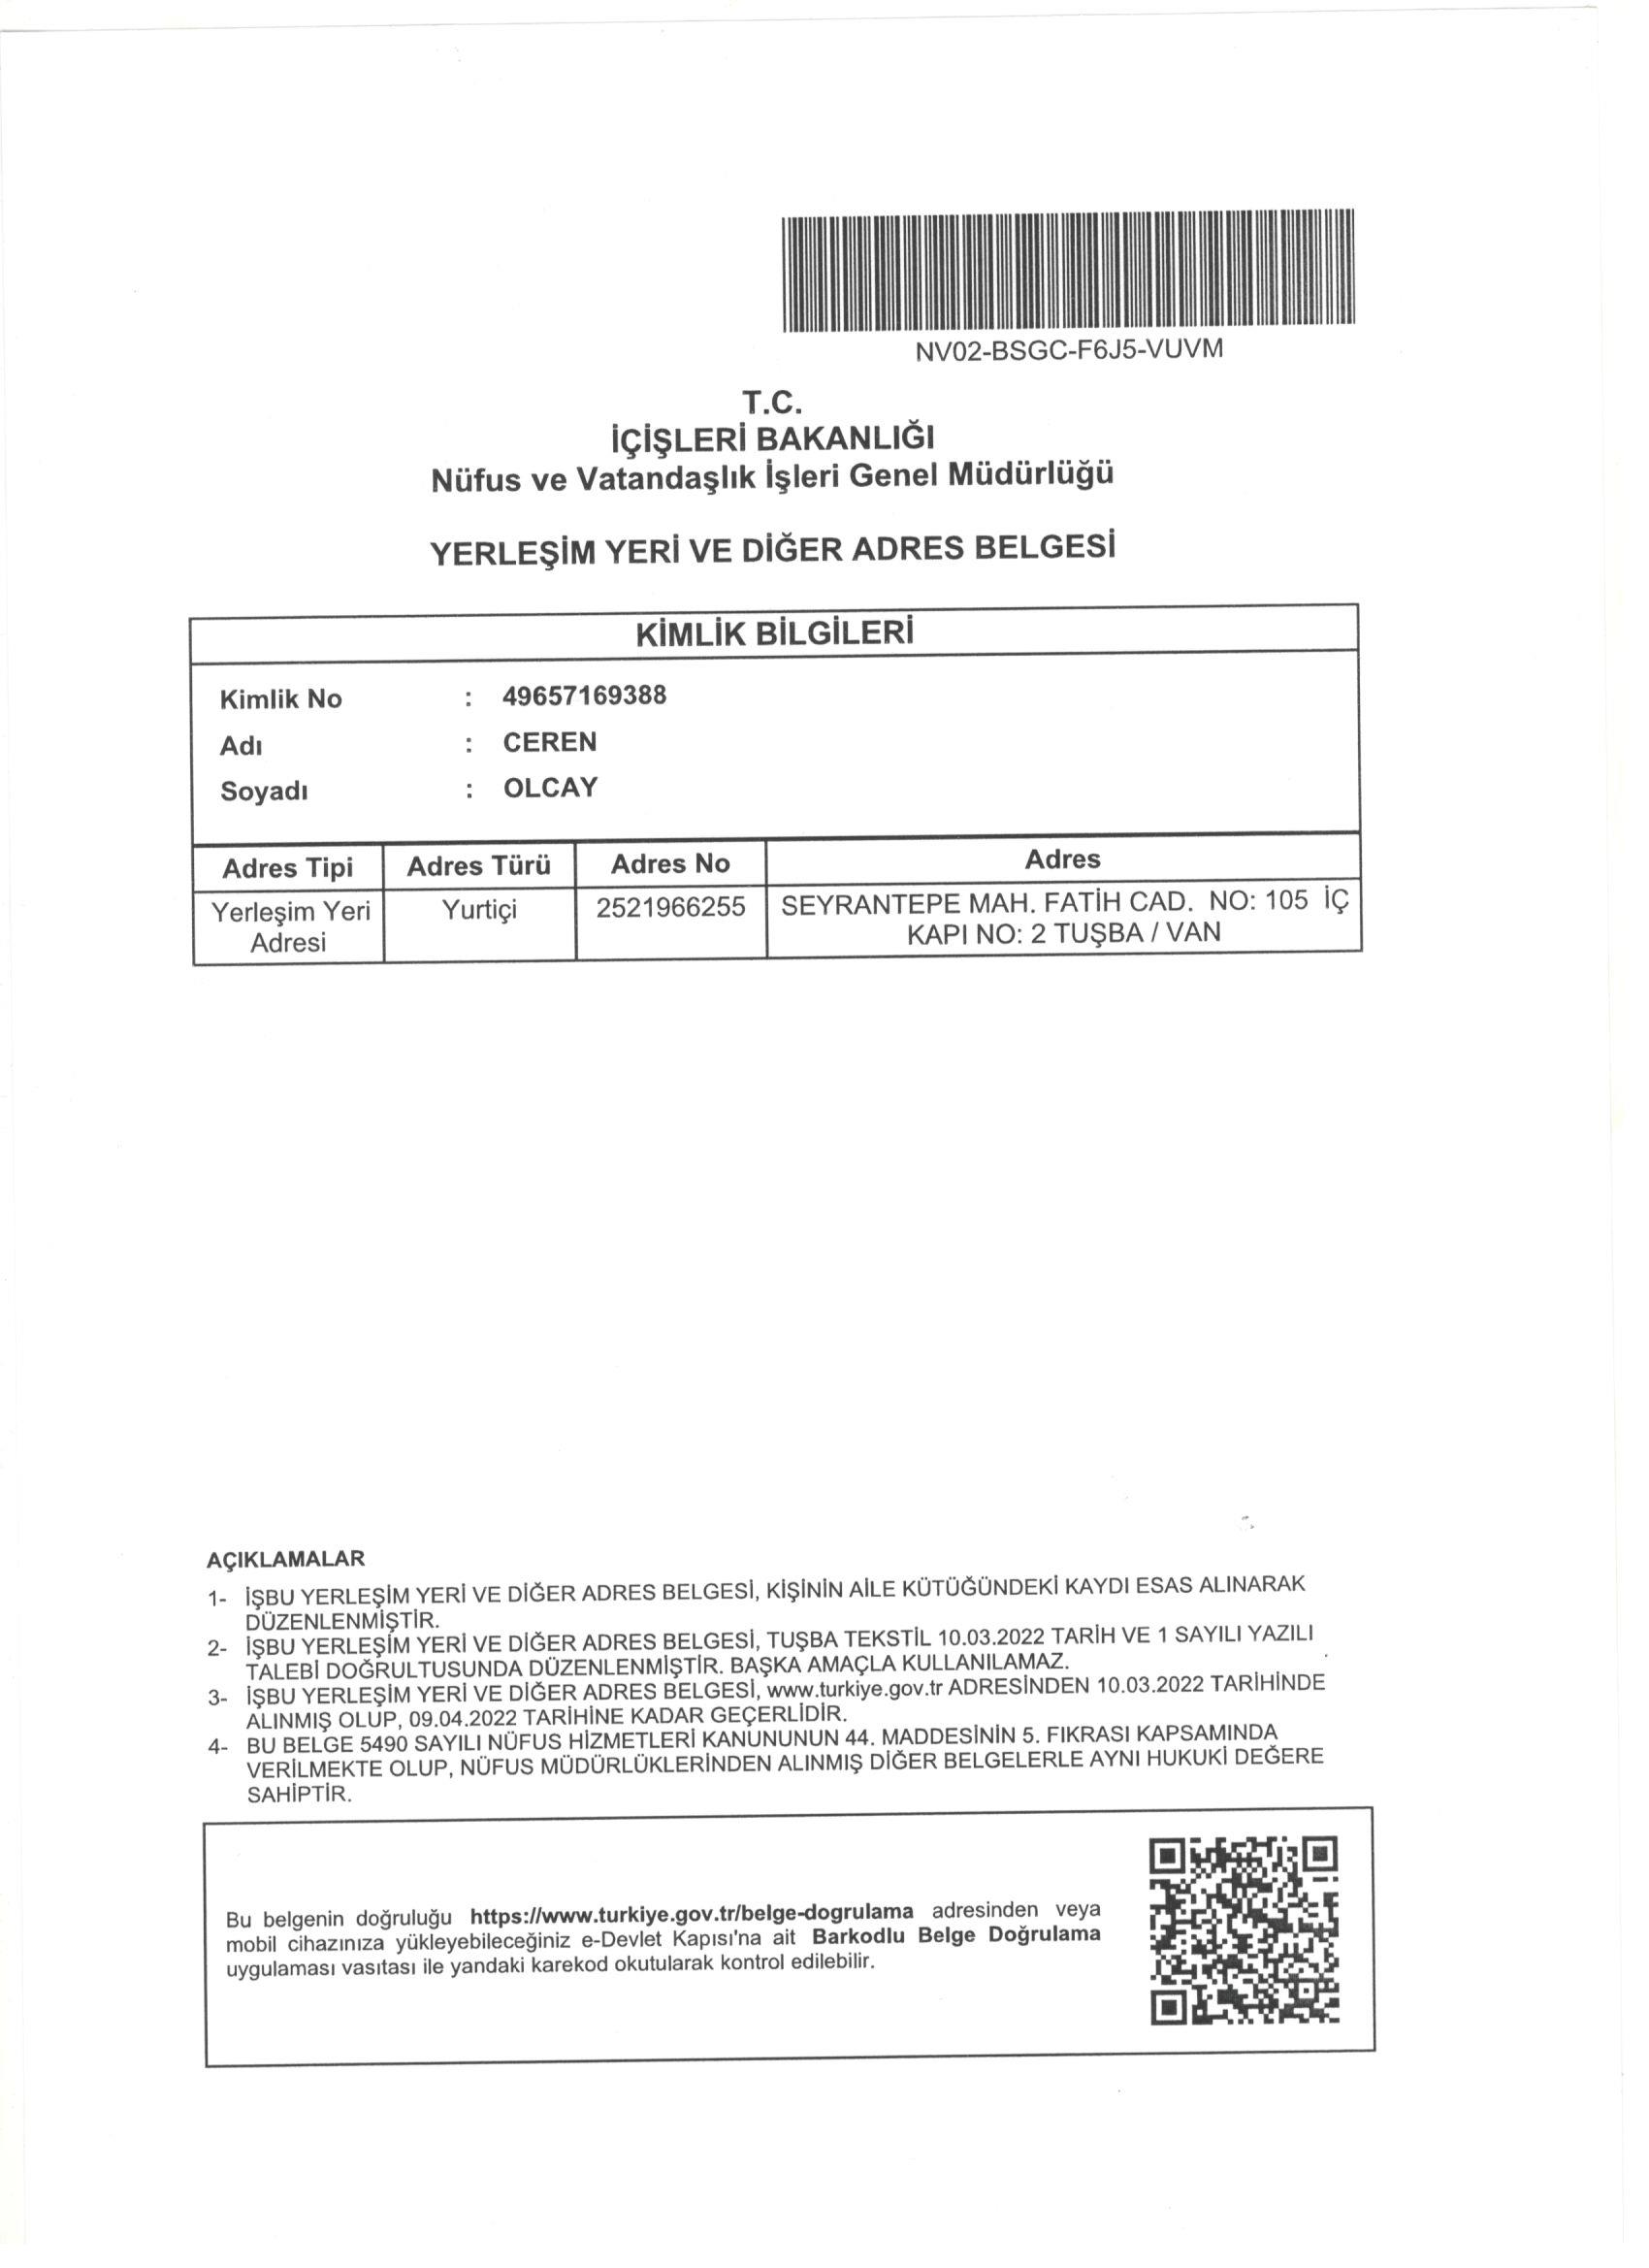 NV02-BSGC-F6J5-VUVM
T.C.
İÇİŞLERİ BAKANLIĞI
Nüfus ve Vatandaşlık İşleri Genel Müdürlüğü
YERLEŞİM YERİ VE DİĞER ADRES BELGESİ
KİMLİK BİLGİLERİ
Kimlik No : 49657169388
Adı : CEREN
Soyadı : OLCAY
Adres Tipi Adres Türü Adres No Adres
Yerleşim Yeri Yurtiçi 2521966255 SEYRANTEPE MAH. FATİH CAD. NO: 105 İÇ
Adresi KAPI NO: 2 TUŞBA / VAN
AÇIKLAMALAR
1- İŞBU YERLEŞİM YERİ VE DİĞER ADRES BELGESİ, KİŞİNİN AİLE KÜTÜĞÜNDEKİ KAYDI ESAS ALINARAK
DÜZENLENMİŞTİR.
2- İŞBU YERLEŞİM YERİ VE DİĞER ADRES BELGESİ, TUŞBA TEKSTİL 10.03.2022 TARİH VE 1 SAYILI YAZILI
TALEBİ DOĞRULTUSUNDA DÜZENLENMİŞTİR. BAŞKA AMAÇLA KULLANILAMAZ.
3- İŞBU YERLEŞİM YERİ VE DİĞER ADRES BELGESİ, www.turkiye.gov.tr ADRESİNDEN 10.03.2022 TARİHİNDE
ALINMIŞ OLUP, 09.04.2022 TARİHİNE KADAR GEÇERLİDİR.
4- BU BELGE 5490 SAYILI NÜFUS HİZMETLERİ KANUNUNUN 44. MADDESİNİN 5. FIKRASI KAPSAMINDA
VERİLMEKTE OLUP, NÜFUS MÜDÜRLÜKLERİNDEN ALINMIŞ DİĞER BELGELERLE AYNI HUKUKİ DEĞERE
SAHİPTİR.
Bu belgenin doğruluğu https://www.turkiye.gov.tr/belge-dogrulama adresinden veya
mobil cihazınıza yükleyebileceğiniz e-Devlet Kapısı'na ait Barkodlu Belge Doğrulama
uygulaması vasıtası ile yandaki karekod okutularak kontrol edilebilir.